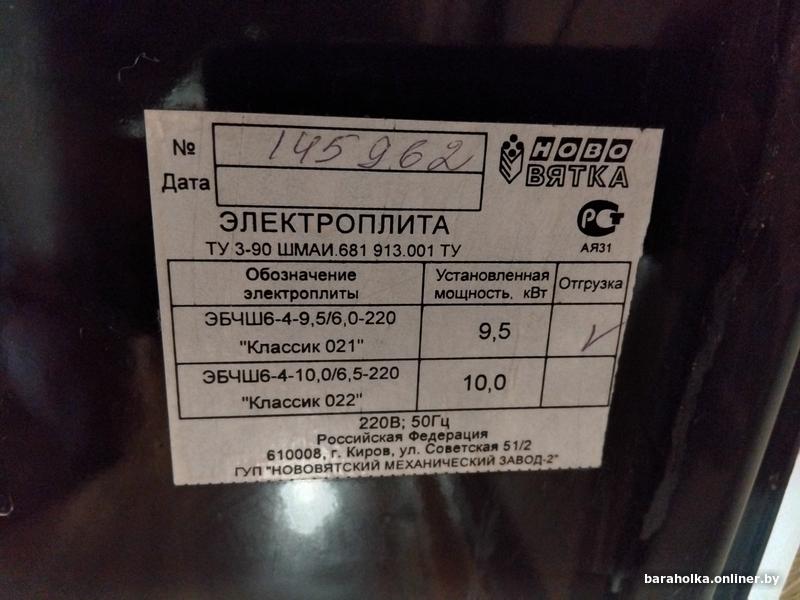 № 145962
НОВО
ВЯТКА
Дата
РСТ
АЯ31
ЭЛЕКТРОПЛИТА
ТУ 3-90 ШМАИ.681 913.001 ТУ
Обозначение электроплиты Установленная мощность, кВт Отгрузка
ЭБЧШ6-4-9,5/6,0-220
"Классик 021" 9,5 ✓
ЭБЧШ6-4-10,0/6,5-220
"Классик 022" 10,0
220В; 50Гц
Российская Федерация
610008, г. Киров, ул. Советская 51/2
ГУП "НОВОВЯТСКИЙ МЕХАНИЧЕСКИЙ ЗАВОД-2"
baraholka.onliner.by